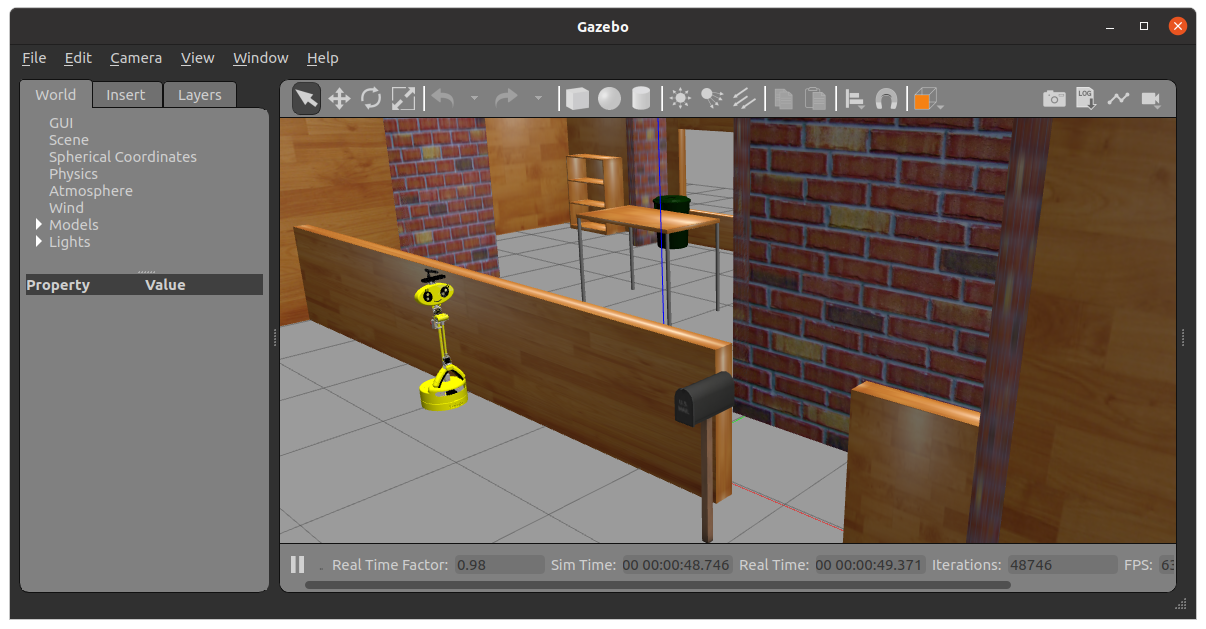 Gazebo
File Edit Camera View Window Help
World Insert Layers
LOG
GUI
Scene
Spherical Coordinates
Physics
Atmosphere
Wind
Models
Lights
Property Value
Real Time Factor: 0.98 Sim Time: 00 00:00:48.746 Real Time: 00 00:00:49.371 Iterations: 48746 FPS: